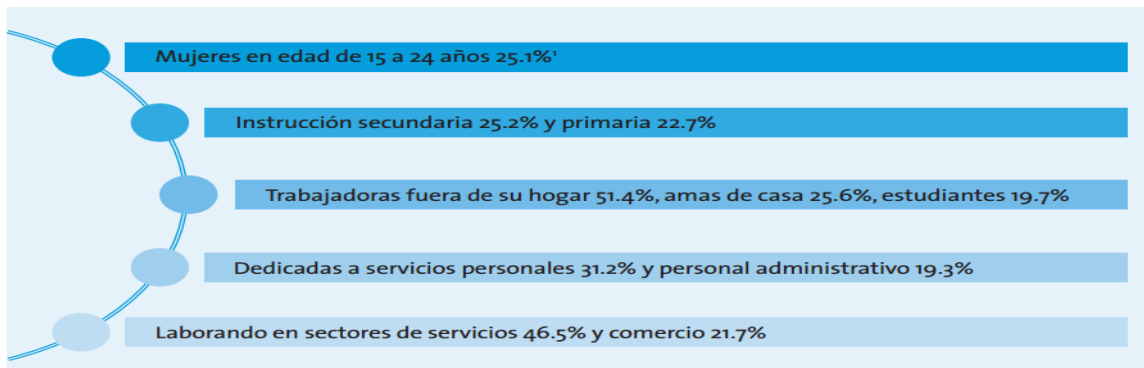 Mujeres en edad de 15 a 24 años 25.1%¹
Instrucción secundaria 25.2% y primaria 22.7%
Trabajadoras fuera de su hogar 51.4%, amas de casa 25.6%, estudiantes 19.7%
Dedicadas a servicios personales 31.2% y personal administrativo 19.3%
Laborando en sectores de servicios 46.5% y comercio 21.7%